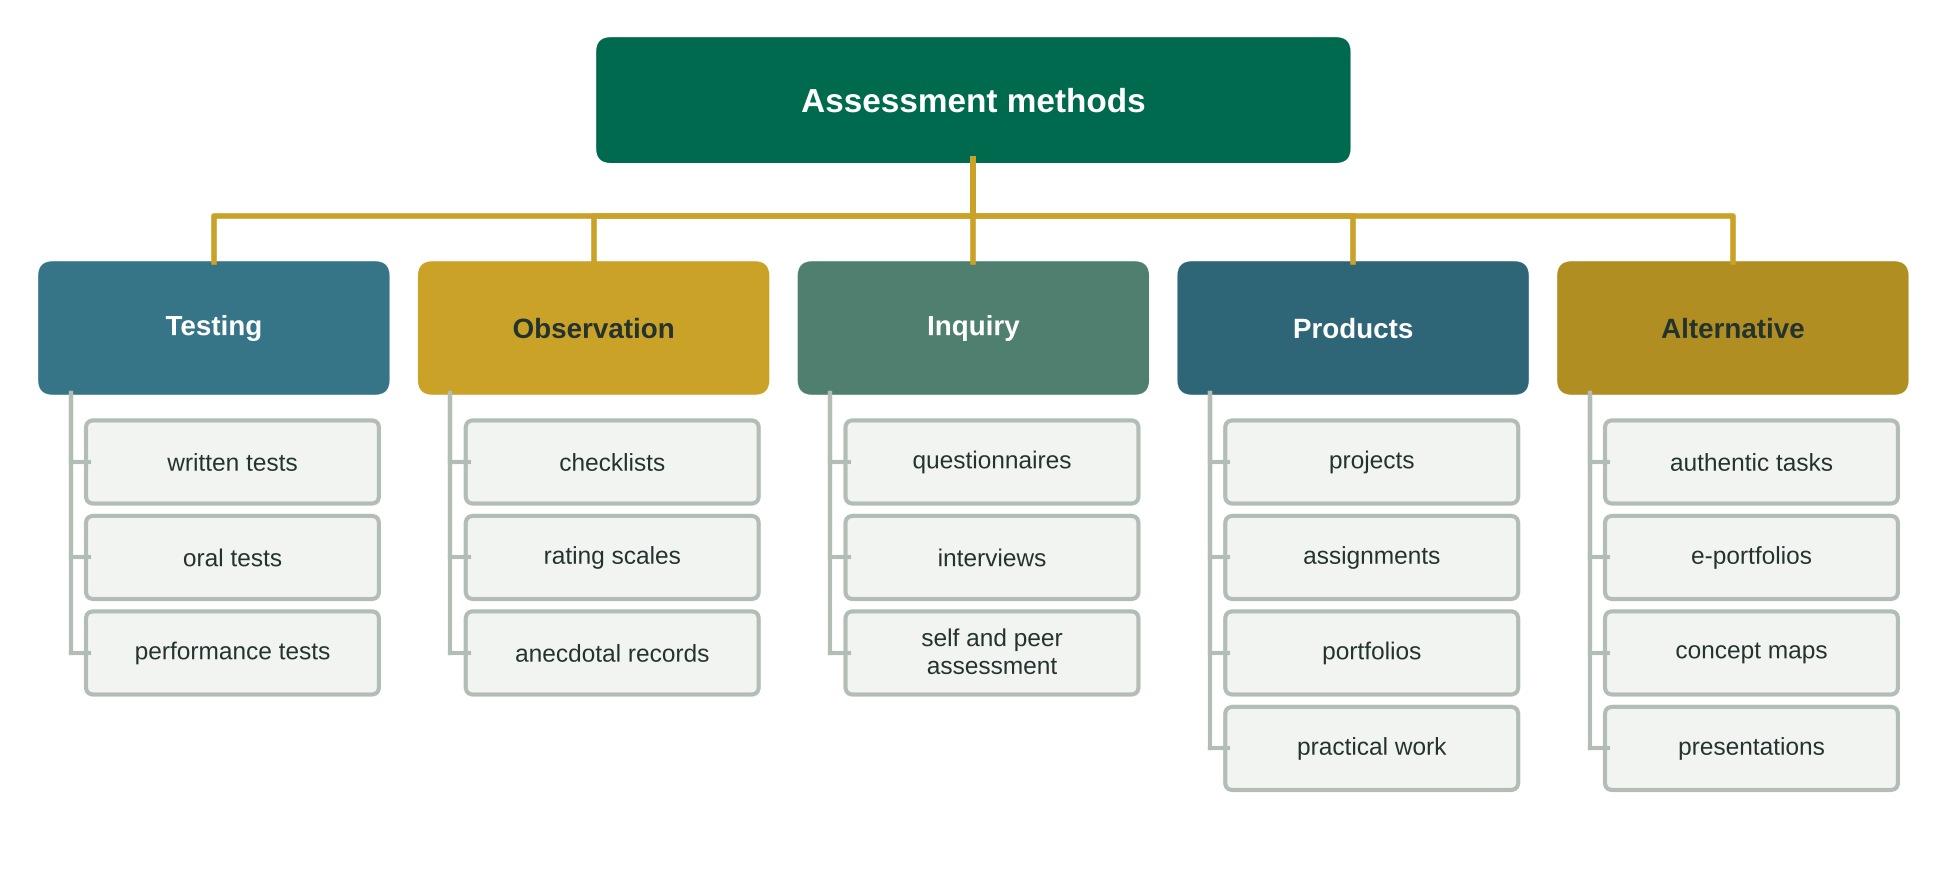 Assessment methods
Testing
written tests
oral tests
performance tests
Observation
checklists
rating scales
anecdotal records
Inquiry
questionnaires
interviews
self and peer
assessment
Products
projects
assignments
portfolios
practical work
Alternative
authentic tasks
e-portfolios
concept maps
presentations